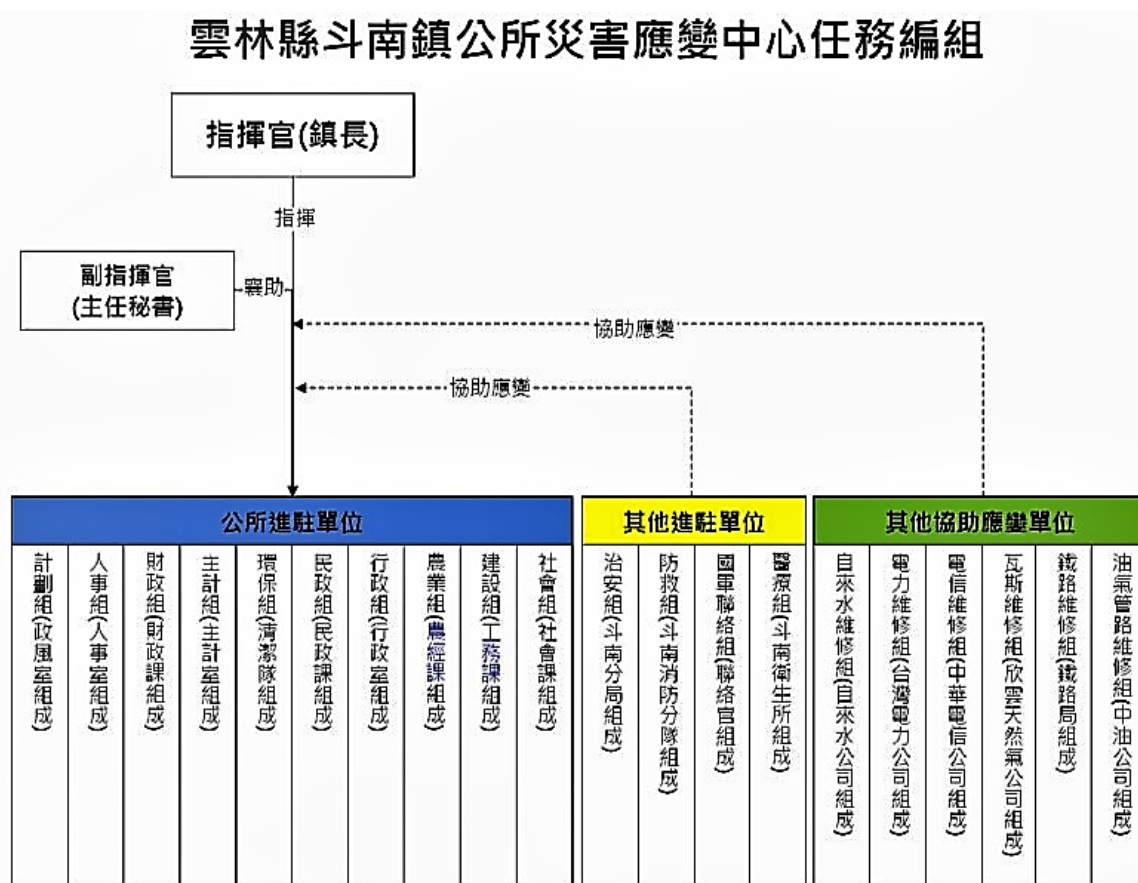 雲林縣斗南鎮公所災害應變中心任務編組
指揮官(鎮長)
指揮
副指揮官
(主任秘書)
襄助
協助應變
協助應變
公所進駐單位
計劃組(政風室組成)
人事組(人事室組成)
財政組(財政課組成)
主計組(主計室組成)
環保組(清潔隊組成)
民政組(民政課組成)
行政組(行政室組成)
農業組(農經課組成)
建設組(工務課組成)
社會組(社會課組成)
其他進駐單位
治安組(斗南分局組成)
防救組(斗南消防分隊組成)
國軍聯絡組(聯絡官組成)
醫療組(斗南衛生所組成)
其他協助應變單位
自來水維修組(自來水公司組成)
電力維修組(台灣電力公司組成)
電信維修組(中華電信公司組成)
瓦斯維修組(欣雲天然氣公司組成)
鐵路維修組(鐵路局組成)
油氣管路維修組(中油公司組成)